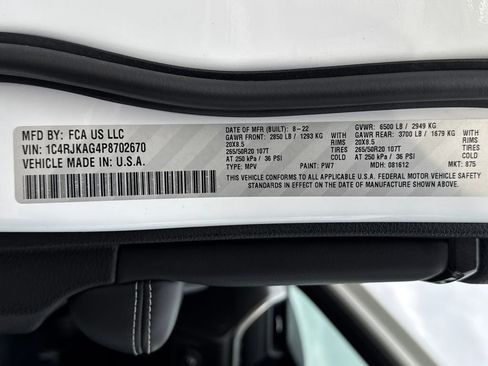 MFD BY: FCA US LLC
VIN: 1C4RJKAG4P8702670
VEHICLE MADE IN: U.S.A.
DATE OF MFR (BUILT): 8-22
GAWR FRONT: 2850 LB / 1293 KG WITH
20X8.5 RIMS
265/50R20 107T TIRES
AT 250 kPa / 36 PSI
TYPE: MPV PAINT: PW7
GVWR: 6500 LB / 2949 KG
GAWR REAR: 3700 LB / 1679 KG WITH
20X8.5 RIMS
265/50R20 107T TIRES
AT 250 kPa / 36 PSI
MDH: 081612 MKT: 875
THIS VEHICLE CONFORMS TO ALL APPLICABLE U.S.A. FEDERAL MOTOR VEHICLE SAFETY
STANDARDS IN EFFECT ON THE DATE OF MANUFACTURE SHOWN ABOVE.